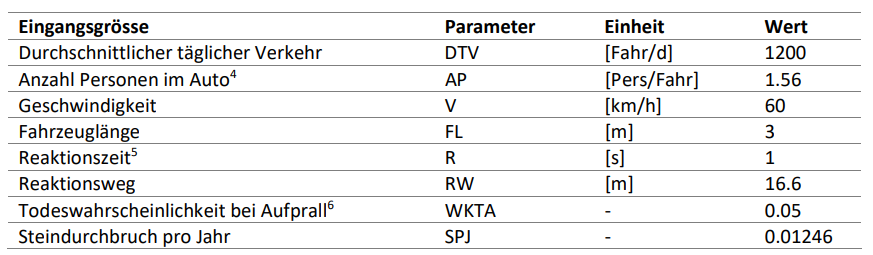 Eingangsgrösse Parameter Einheit Wert
Durchschnittlicher täglicher Verkehr DTV [Fahr/d] 1200
Anzahl Personen im Auto⁴ AP [Pers/Fahr] 1.56
Geschwindigkeit V [km/h] 60
Fahrzeuglänge FL [m] 3
Reaktionszeit⁵ R [s] 1
Reaktionsweg RW [m] 16.6
Todeswahrscheinlichkeit bei Aufprall⁶ WKTA - 0.05
Steindurchbruch pro Jahr SPJ - 0.01246